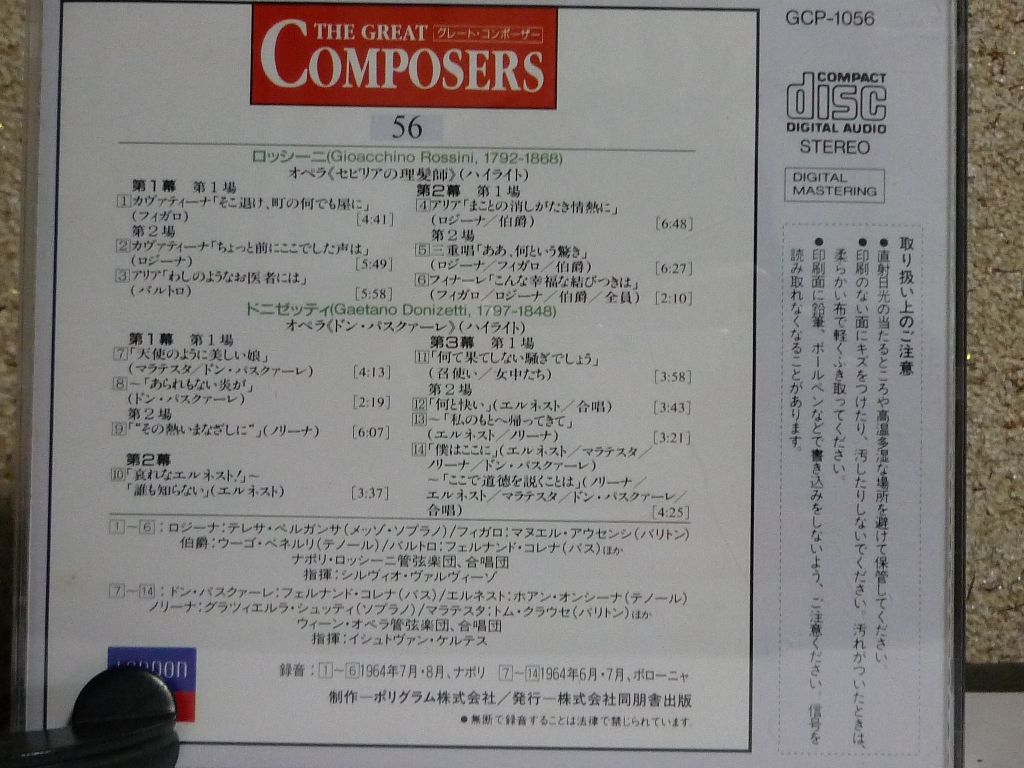 THE GREAT グレート・コンポーザー
COMPOSERS
56
ロッシーニ(Gioacchino Rossini, 1792-1868)
オペラ《セビリアの理髪師》(ハイライト)
第1幕 第1場
1カヴァティーナ「そこ退け、町の何でも屋に」
(フィガロ) [4:41]
第2場
2カヴァティーナ「ちょっと前にここでした声は」
(ロジーナ) [5:49]
3アリア「わしのようなお医者には」
(バルトロ) [5:58]
第2幕 第1場
4アリア「まことの消しがたき情熱に」
(ロジーナ/伯爵) [6:48]
第2場
5三重唱「ああ、何という驚き」
(ロジーナ/フィガロ/伯爵) [6:27]
6フィナーレ「こんな幸福な結びつきは」
(フィガロ/ロジーナ/伯爵/全員) [2:10]
ドニゼッティ(Gaetano Donizetti, 1797-1848)
オペラ《ドン・パスクァーレ》(ハイライト)
第1幕 第1場
7「天使のように美しい娘」
(マラテスタ/ドン・パスクァーレ) [4:13]
8~「あられもない炎が」
(ドン・パスクァーレ) [2:19]
第2場
9「“その熱いまなざしに”」(ノリーナ) [6:07]
第2幕
10「哀れなエルネスト!」~
「誰も知らない」(エルネスト) [3:37]
第3幕 第1場
11「何て果てしない騒ぎでしょう」
(召使い/女中たち) [3:58]
第2場
12「何と快い」(エルネスト/合唱) [3:43]
13~「私のもとへ帰ってきて」
(エルネスト/ノリーナ) [3:21]
14「僕はここに」(エルネスト/マラテスタ/
ノリーナ/ドン・パスクァーレ)
~「ここで道徳を説くことは」(ノリーナ/
エルネスト/マラテスタ/ドン・パスクァーレ/
合唱) [4:25]
1~6:ロジーナ:テレサ・ベルガンサ(メッゾ・ソプラノ)/フィガロ:マヌエル・アウセンシ(バリトン)
伯爵:ウーゴ・ベネルリ(テノール)/バルトロ:フェルナンド・コレナ(バス)ほか
ナポリ・ロッシーニ管弦楽団、合唱団
指揮:シルヴィオ・ヴァルヴィーゾ
7~14:ドン・パスクァーレ:フェルナンド・コレナ(バス)/エルネスト:ホアン・オンシーナ(テノール)
ノリーナ:グラツィエルラ・シュッティ(ソプラノ)/マラテスタ:トム・クラウセ(バリトン)ほか
ウィーン・オペラ管弦楽団、合唱団
指揮:イシュトヴァン・ケルテス
LONDON
録音:1~6 1964年7月・8月、ナポリ 7~14 1964年6月・7月、ボローニャ
制作―ポリグラム株式会社/発行―株式会社同朋舎出版
●無断で録音することは法律で禁じられています。
GCP-1056
COMPACT
disc
DIGITAL AUDIO
STEREO
DIGITAL
MASTERING
取り扱い上のご注意
●直射日光の当たるところや高温多湿な場所を避けて保管してください。
●印刷のない面にキズをつけたり、汚したりしないでください。汚れがついたときは、
柔らかい布で軽くふき取ってください。
●印刷面に鉛筆、ボールペンなどで書き込みをしないよう、ご注意ください。信号を
読み取れなくなることがあります。